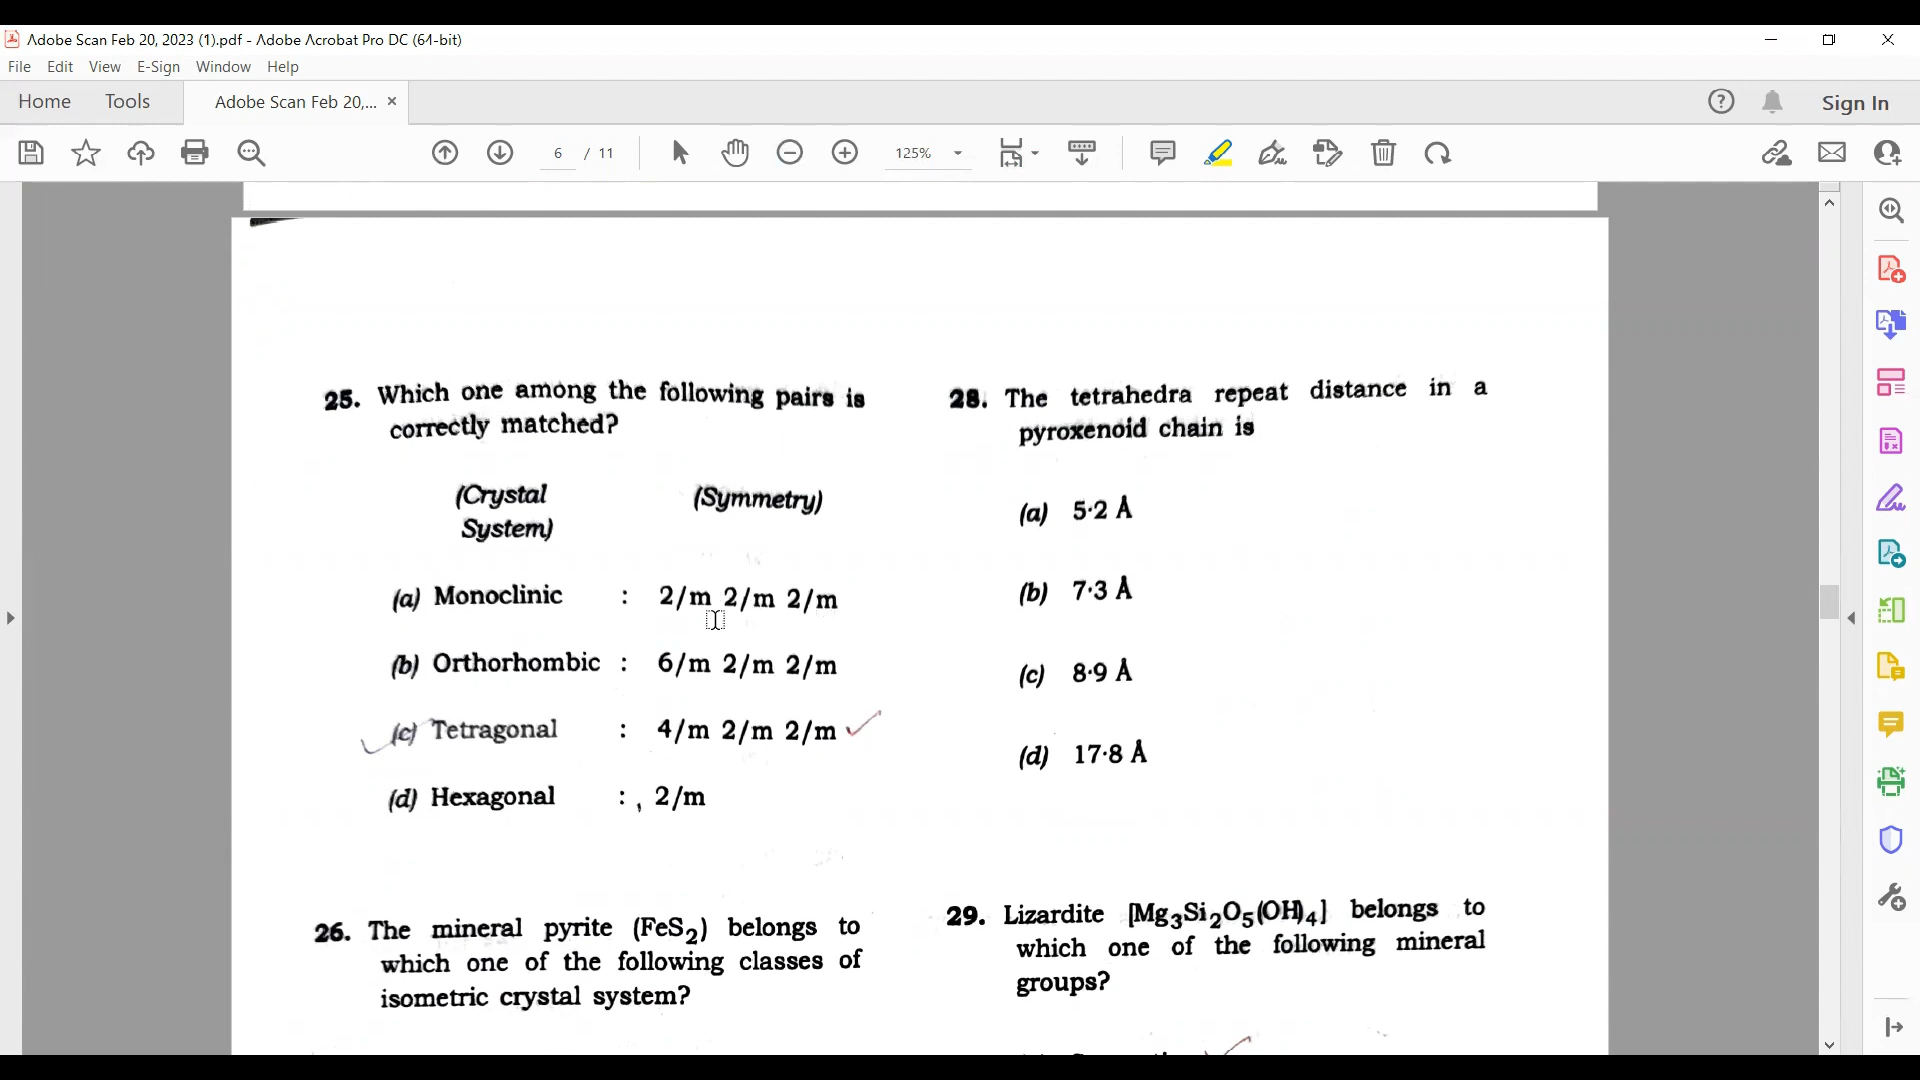 Adobe Scan Feb 20, 2023 (1).pdf - Adobe Acrobat Pro DC (64-bit)
File Edit View E-Sign Window Help
Home Tools Adobe Scan Feb 20,... × Sign In
6 / 11 125%
25. Which one among the following pairs is
correctly matched?
(Crystal
System) (Symmetry)
(a) Monoclinic : 2/m 2/m 2/m
(b) Orthorhombic : 6/m 2/m 2/m
(c) Tetragonal : 4/m 2/m 2/m
(d) Hexagonal : , 2/m
26. The mineral pyrite (FeS2) belongs to
which one of the following classes of
isometric crystal system?
28. The tetrahedra repeat distance in a
pyroxenoid chain is
(a) 5·2 Å
(b) 7·3 Å
(c) 8·9 Å
(d) 17·8 Å
29. Lizardite [Mg3Si2O5(OH)4] belongs to
which one of the following mineral
groups?